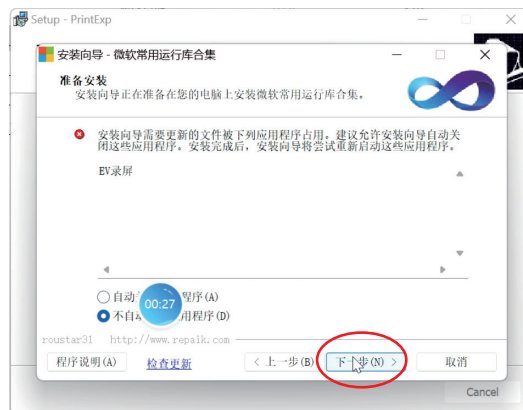 Setup - PrintExp
安装向导 - 微软常用运行库合集
准备安装
安装向导正在准备在您的电脑上安装微软常用运行库合集。
安装向导需要更新的文件被下列应用程序占用。建议允许安装向导自动关
闭这些应用程序。安装完成后，安装向导将尝试重新启动这些应用程序。
EV录屏
自动 程序(A)
00:27
不自动 用程序(D)
roustar31 http://www.repaik.com
程序说明(A) 检查更新 < 上一步(B) 下一步(N) > 取消
Cancel